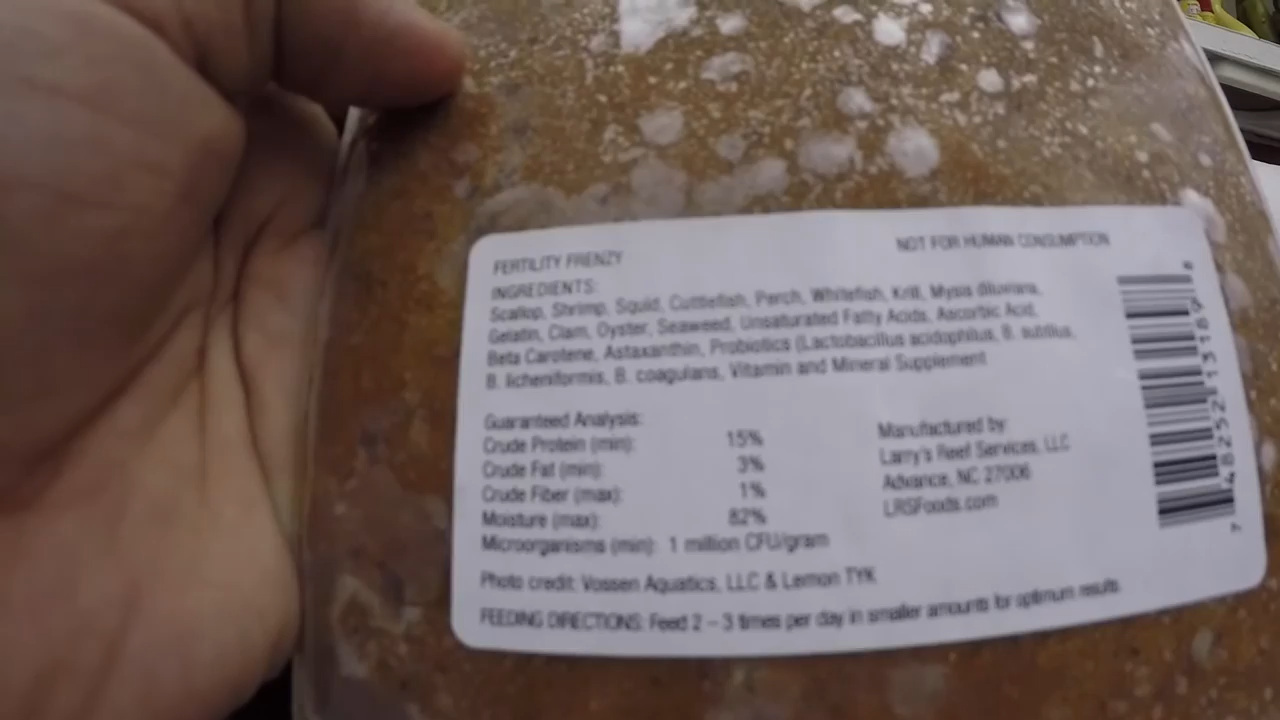 FERTILITY FRENZY
NOT FOR HUMAN CONSUMPTION
INGREDIENTS:
Scallop, Shrimp, Squid, Cuttlefish, Perch, Whitefish, Krill, Mysis diluviana,
Gelatin, Clam, Oyster, Seaweed, Unsaturated Fatty Acids, Ascorbic Acid,
Beta Carotene, Astaxanthin, Probiotics (Lactobacillus acidophilus, B. subtilus,
B. licheniformis, B. coagulans, Vitamin and Mineral Supplement
Guaranteed Analysis:
Crude Protein (min): 15%
Crude Fat (min): 3%
Crude Fiber (max): 1%
Moisture (max): 82%
Microorganisms (min): 1 million CFU/gram
Manufactured by:
Larry's Reef Services, LLC
Advance, NC 27006
LRSFoods.com
Photo credit: Vossen Aquatics, LLC & Lemon TYK
FEEDING DIRECTIONS: Feed 2 – 3 times per day in smaller amounts for optimum results.